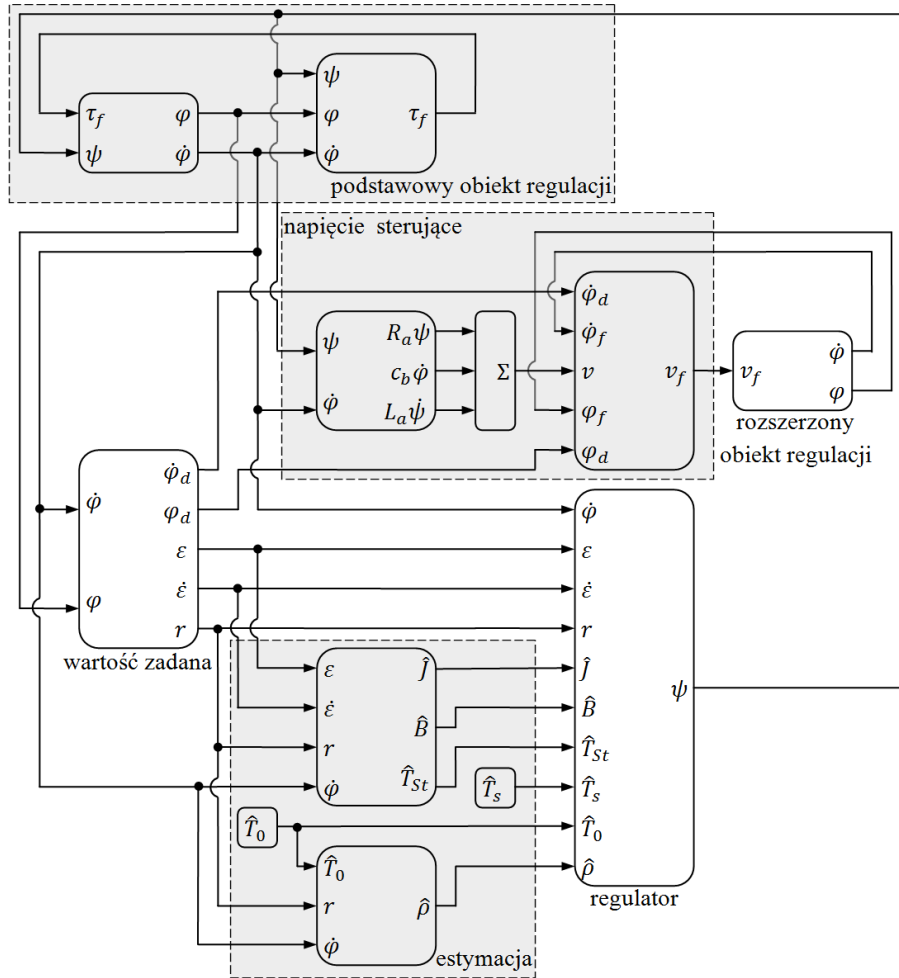 ψ
τ_f φ φ τ_f
ψ φ̇ φ̇
podstawowy obiekt regulacji
napięcie sterujące
φ̇_d
ψ R_aψ φ̇_f φ̇
c_bφ̇ Σ v v_f v_f
φ̇ L_aψ̇ φ_f φ
φ_d
rozszerzony
obiekt regulacji
φ̇_d
φ̇ φ_d φ̇
ε ε
φ ε̇ ε̇
r r
wartość zadana
ε Ĵ Ĵ
ψ
ε̇ B̂ B̂
r T̂_St T̂_St
φ̇ T̂_s T̂_s
T̂_0 T̂_0
T̂_0 ρ̂
r ρ̂
φ̇
regulator
estymacja